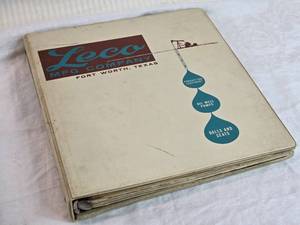 Leco
MFG COMPANY
FORT WORTH, TEXAS
OIL WELL
PUMPS
BALLS AND
SEATS